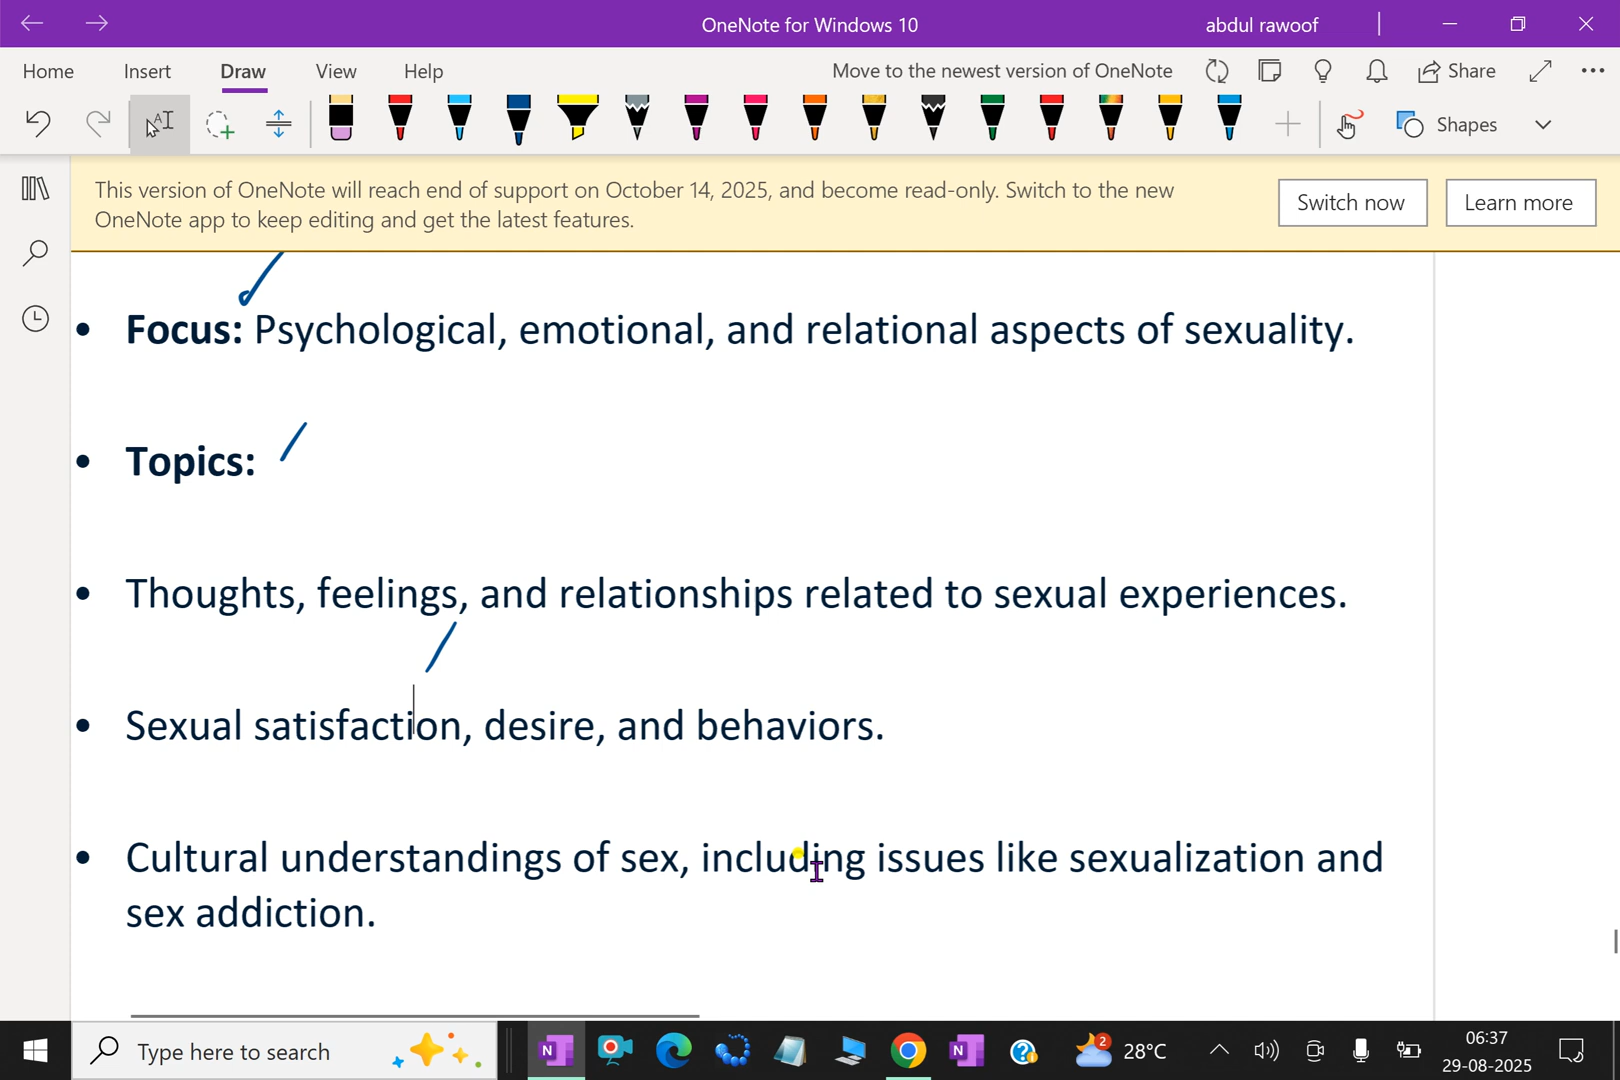 OneNote for Windows 10
abdul rawoof
Home Insert Draw View Help
Move to the newest version of OneNote
Share
Shapes
This version of OneNote will reach end of support on October 14, 2025, and become read-only. Switch to the new
OneNote app to keep editing and get the latest features.
Switch now
Learn more
• Focus: Psychological, emotional, and relational aspects of sexuality.
• Topics:
• Thoughts, feelings, and relationships related to sexual experiences.
• Sexual satisfaction, desire, and behaviors.
• Cultural understandings of sex, including issues like sexualization and
sex addiction.
Type here to search
2
28°C
06:37
29-08-2025